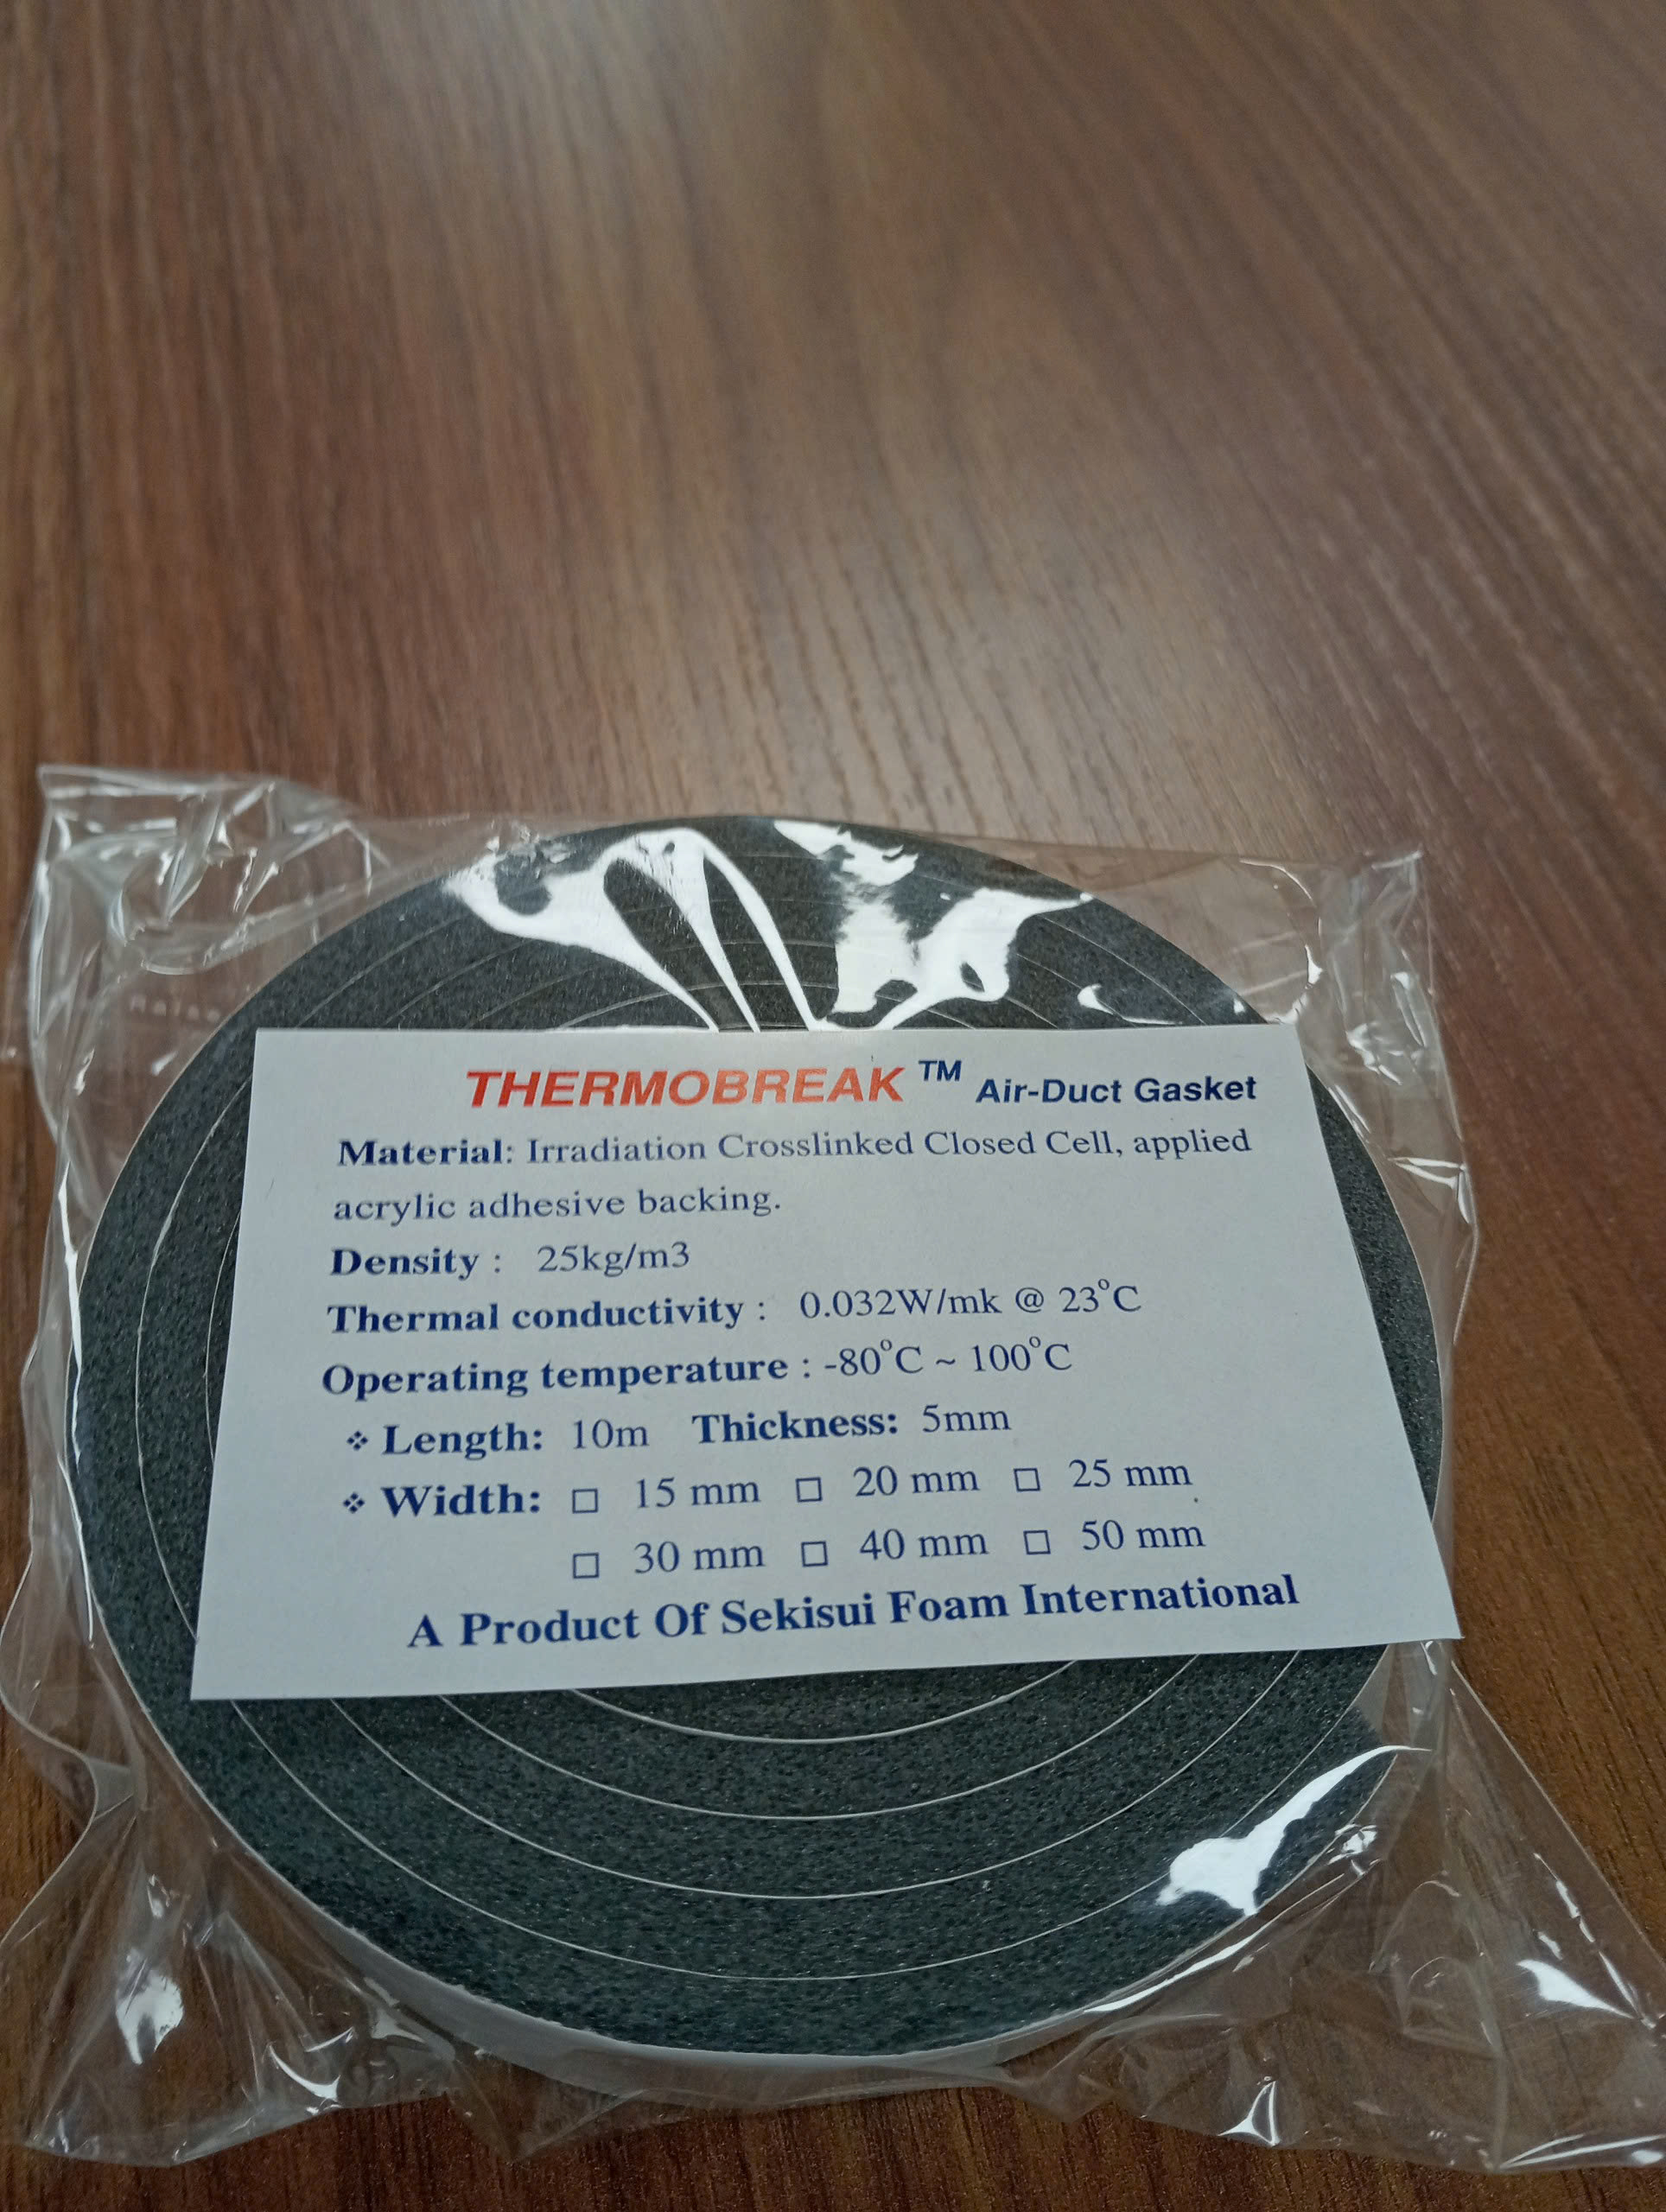 THERMOBREAK™ Air-Duct Gasket
Material: Irradiation Crosslinked Closed Cell, applied
acrylic adhesive backing.
Density : 25kg/m3
Thermal conductivity : 0.032W/mk @ 23°C
Operating temperature : -80°C ~ 100°C
❖ Length: 10m Thickness: 5mm
❖ Width: □ 15 mm □ 20 mm □ 25 mm
□ 30 mm □ 40 mm □ 50 mm
A Product Of Sekisui Foam International